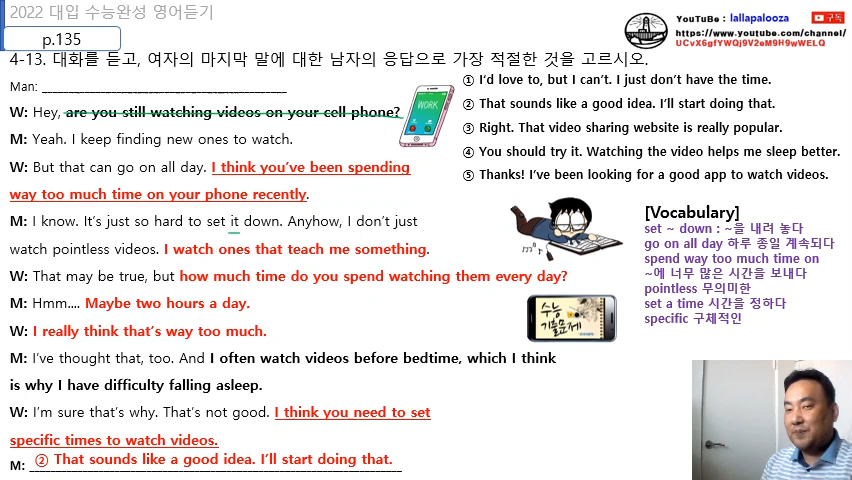 2022 대입 수능완성 영어듣기
p.135
YouTuBe : lallapalooza
구독
https://www.youtube.com/channel/
UCvX6gfYWQj9V2eM9H9wWELQ
4-13. 대화를 듣고, 여자의 마지막 말에 대한 남자의 응답으로 가장 적절한 것을 고르시오.
Man: ______________________________
① I'd love to, but I can't. I just don't have the time.
② That sounds like a good idea. I'll start doing that.
③ Right. That video sharing website is really popular.
④ You should try it. Watching the video helps me sleep better.
⑤ Thanks! I've been looking for a good app to watch videos.
W: Hey, are you still watching videos on your cell phone?
M: Yeah. I keep finding new ones to watch.
W: But that can go on all day. I think you've been spending
way too much time on your phone recently.
M: I know. It's just so hard to set it down. Anyhow, I don't just
watch pointless videos. I watch ones that teach me something.
W: That may be true, but how much time do you spend watching them every day?
M: Hmm.... Maybe two hours a day.
W: I really think that's way too much.
M: I've thought that, too. And I often watch videos before bedtime, which I think
is why I have difficulty falling asleep.
W: I'm sure that's why. That's not good. I think you need to set
specific times to watch videos.
M: ② That sounds like a good idea. I'll start doing that.
WORK
수능
기출문제
[Vocabulary]
set ~ down : ~을 내려 놓다
go on all day 하루 종일 계속되다
spend way too much time on
~에 너무 많은 시간을 보내다
pointless 무의미한
set a time 시간을 정하다
specific 구체적인